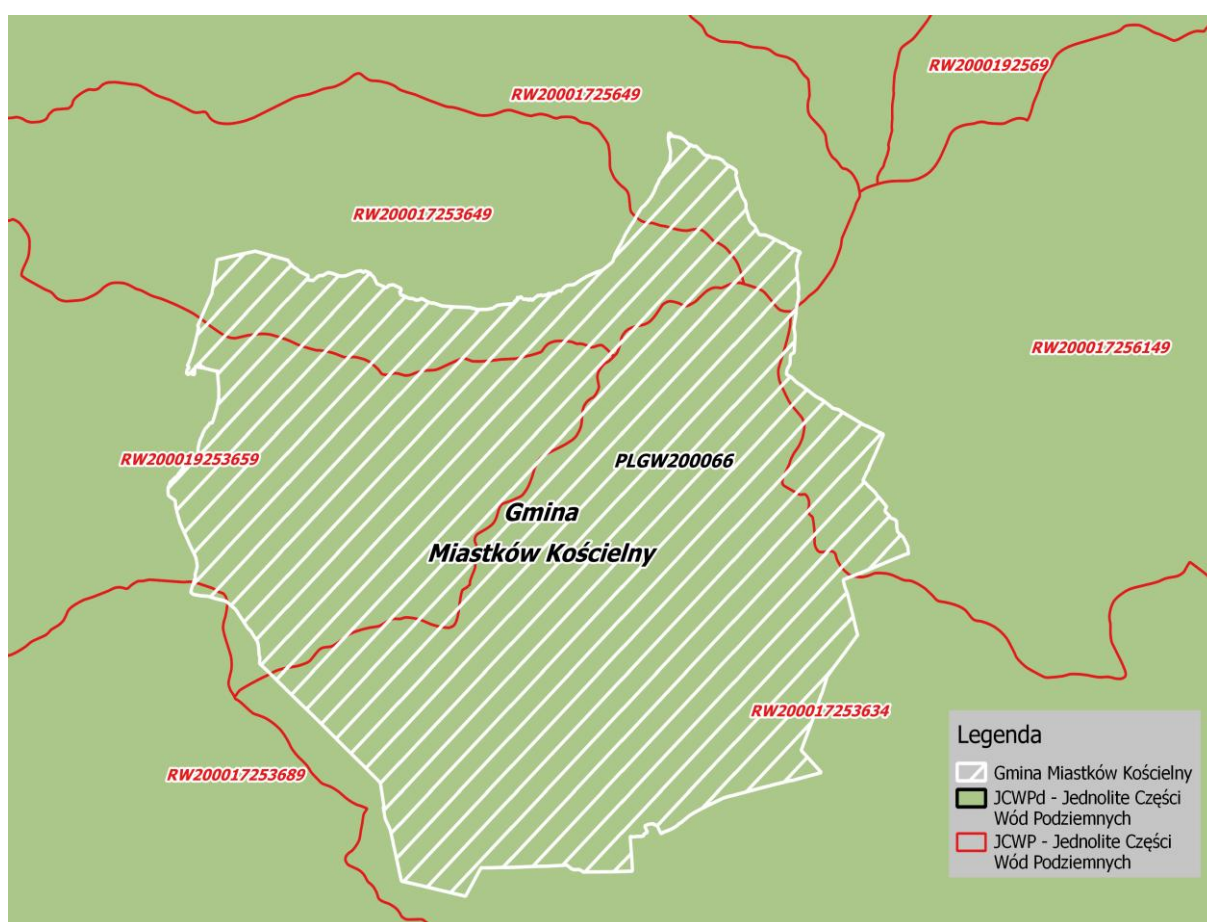 RW2000192569
RW20001725649
RW200017253649
RW200017256149
RW200019253659
PLGW200066
Gmina
Miastków Kościelny
RW200017253634
RW200017253689
Legenda
Gmina Miastków Kościelny
JCWPd - Jednolite Części
Wód Podziemnych
JCWP - Jednolite Części
Wód Podziemnych